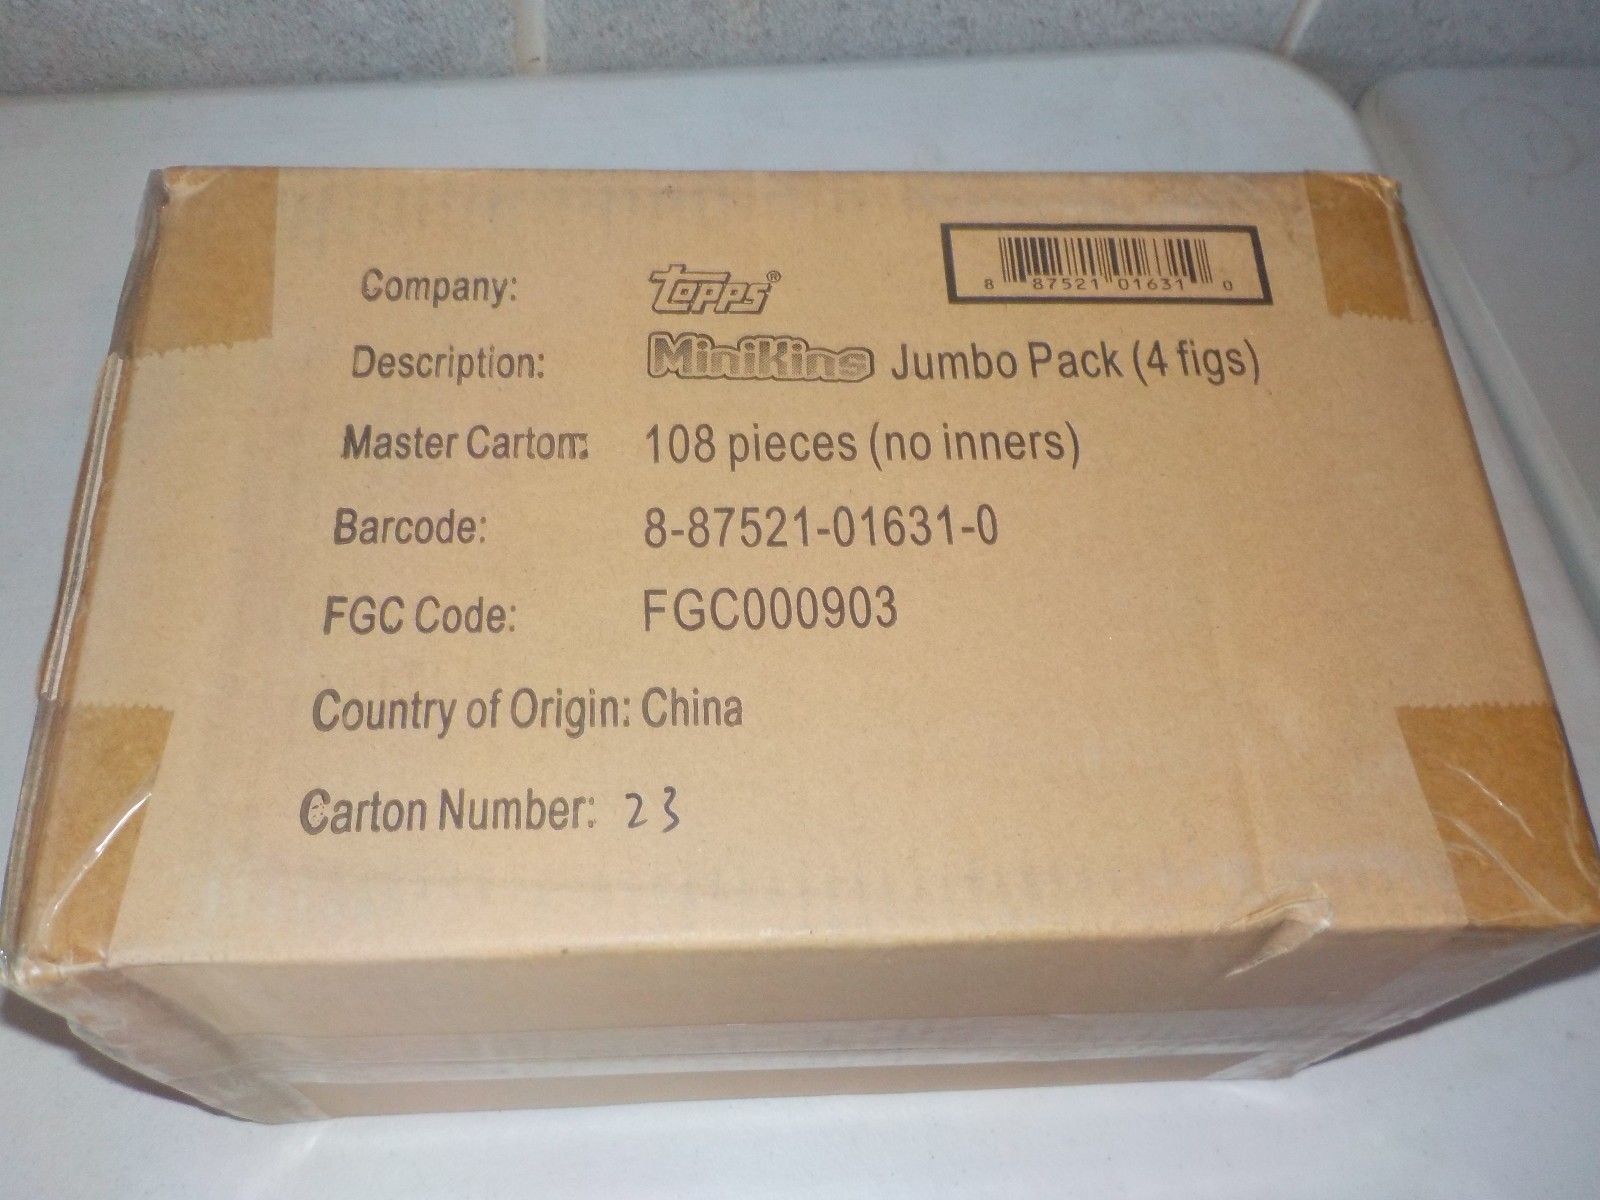 Company: Topps®
8 87521 01631 0
Description: MiniKins Jumbo Pack (4 figs)
Master Carton: 108 pieces (no inners)
Barcode: 8-87521-01631-0
FGC Code: FGC000903
Country of Origin: China
Carton Number: 23